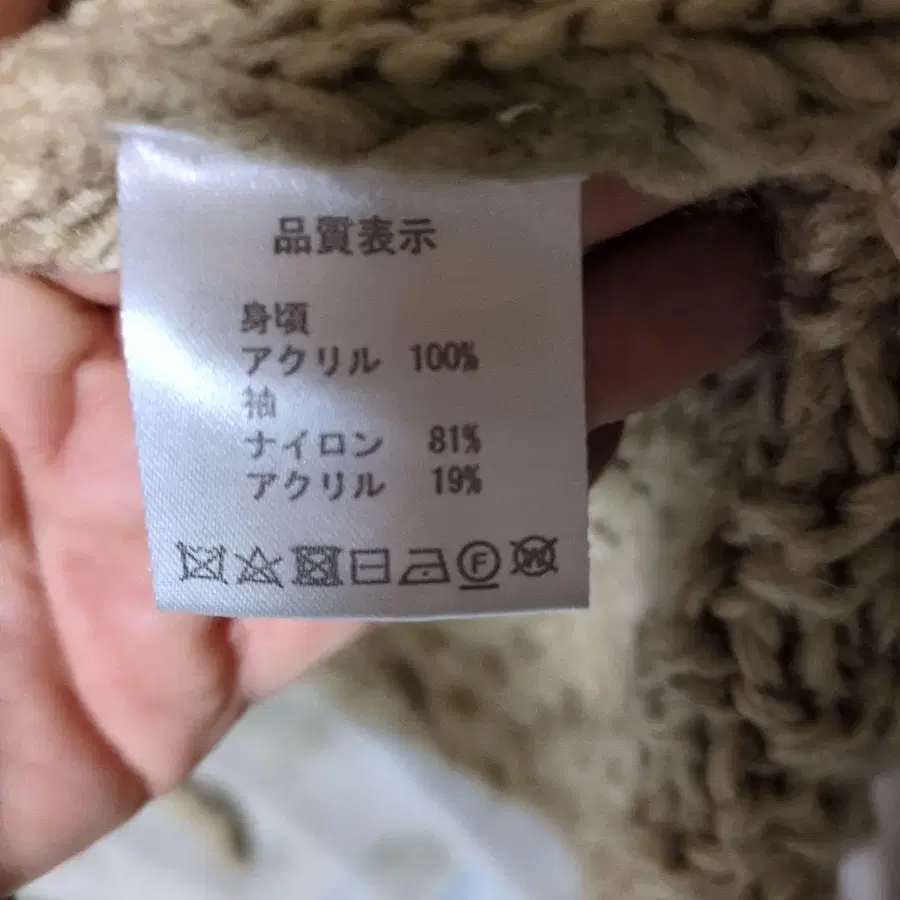 品質表示
身頃
アクリル 100%
袖
ナイロン 81%
アクリル 19%
F W